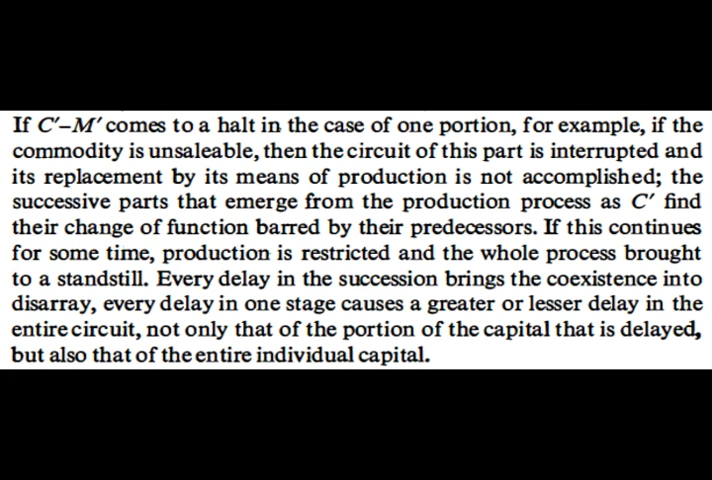 If C′–M′ comes to a halt in the case of one portion, for example, if the
commodity is unsaleable, then the circuit of this part is interrupted and
its replacement by its means of production is not accomplished; the
successive parts that emerge from the production process as C′ find
their change of function barred by their predecessors. If this continues
for some time, production is restricted and the whole process brought
to a standstill. Every delay in the succession brings the coexistence into
disarray, every delay in one stage causes a greater or lesser delay in the
entire circuit, not only that of the portion of the capital that is delayed,
but also that of the entire individual capital.